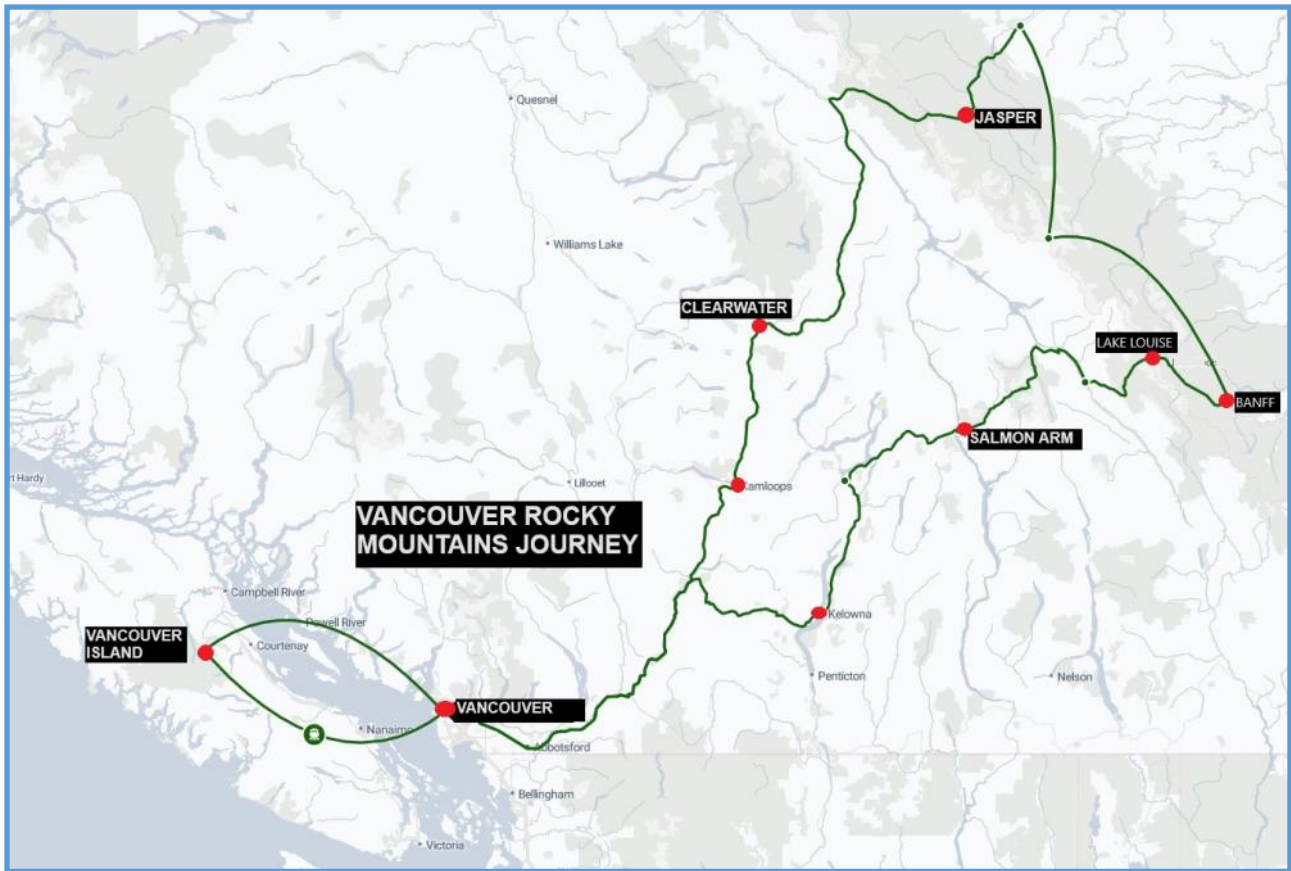 Quesnel
JASPER
Williams Lake
CLEARWATER
LAKE LOUISE
BANFF
SALMON ARM
rt Hardy
Lillooet
Kamloops
VANCOUVER ROCKY
MOUNTAINS JOURNEY
Campbell River
Powell River
Kelowna
VANCOUVER
ISLAND
Courtenay
Penticton
Nelson
VANCOUVER
Nanaimo
Abbotsford
Bellingham
Victoria